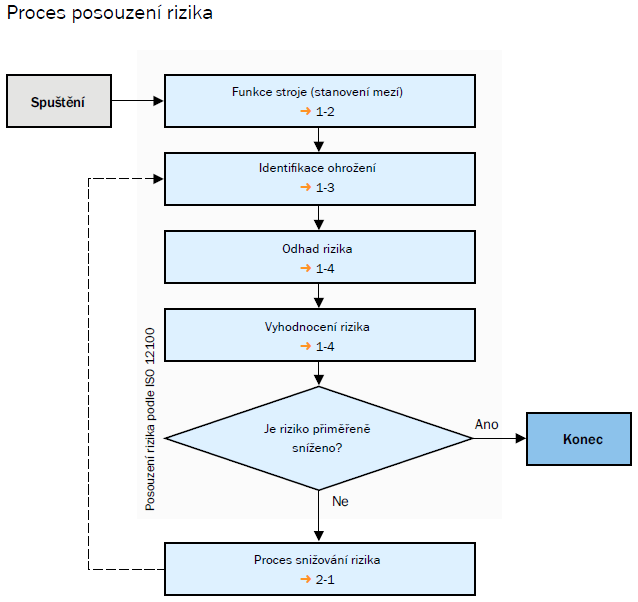 Proces posouzení rizika
Spuštění
Funkce stroje (stanovení mezí)
➔ 1-2
Identifikace ohrožení
➔ 1-3
Odhad rizika
➔ 1-4
Vyhodnocení rizika
➔ 1-4
Posouzení rizika podle ISO 12100
Je riziko přiměřeně
sníženo?
Ano
Konec
Ne
Proces snižování rizika
➔ 2-1